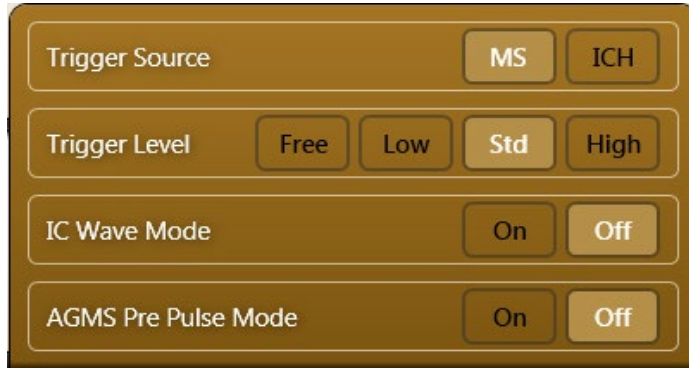 Trigger Source MS ICH
Trigger Level Free Low Std High
IC Wave Mode On Off
AGMS Pre Pulse Mode On Off